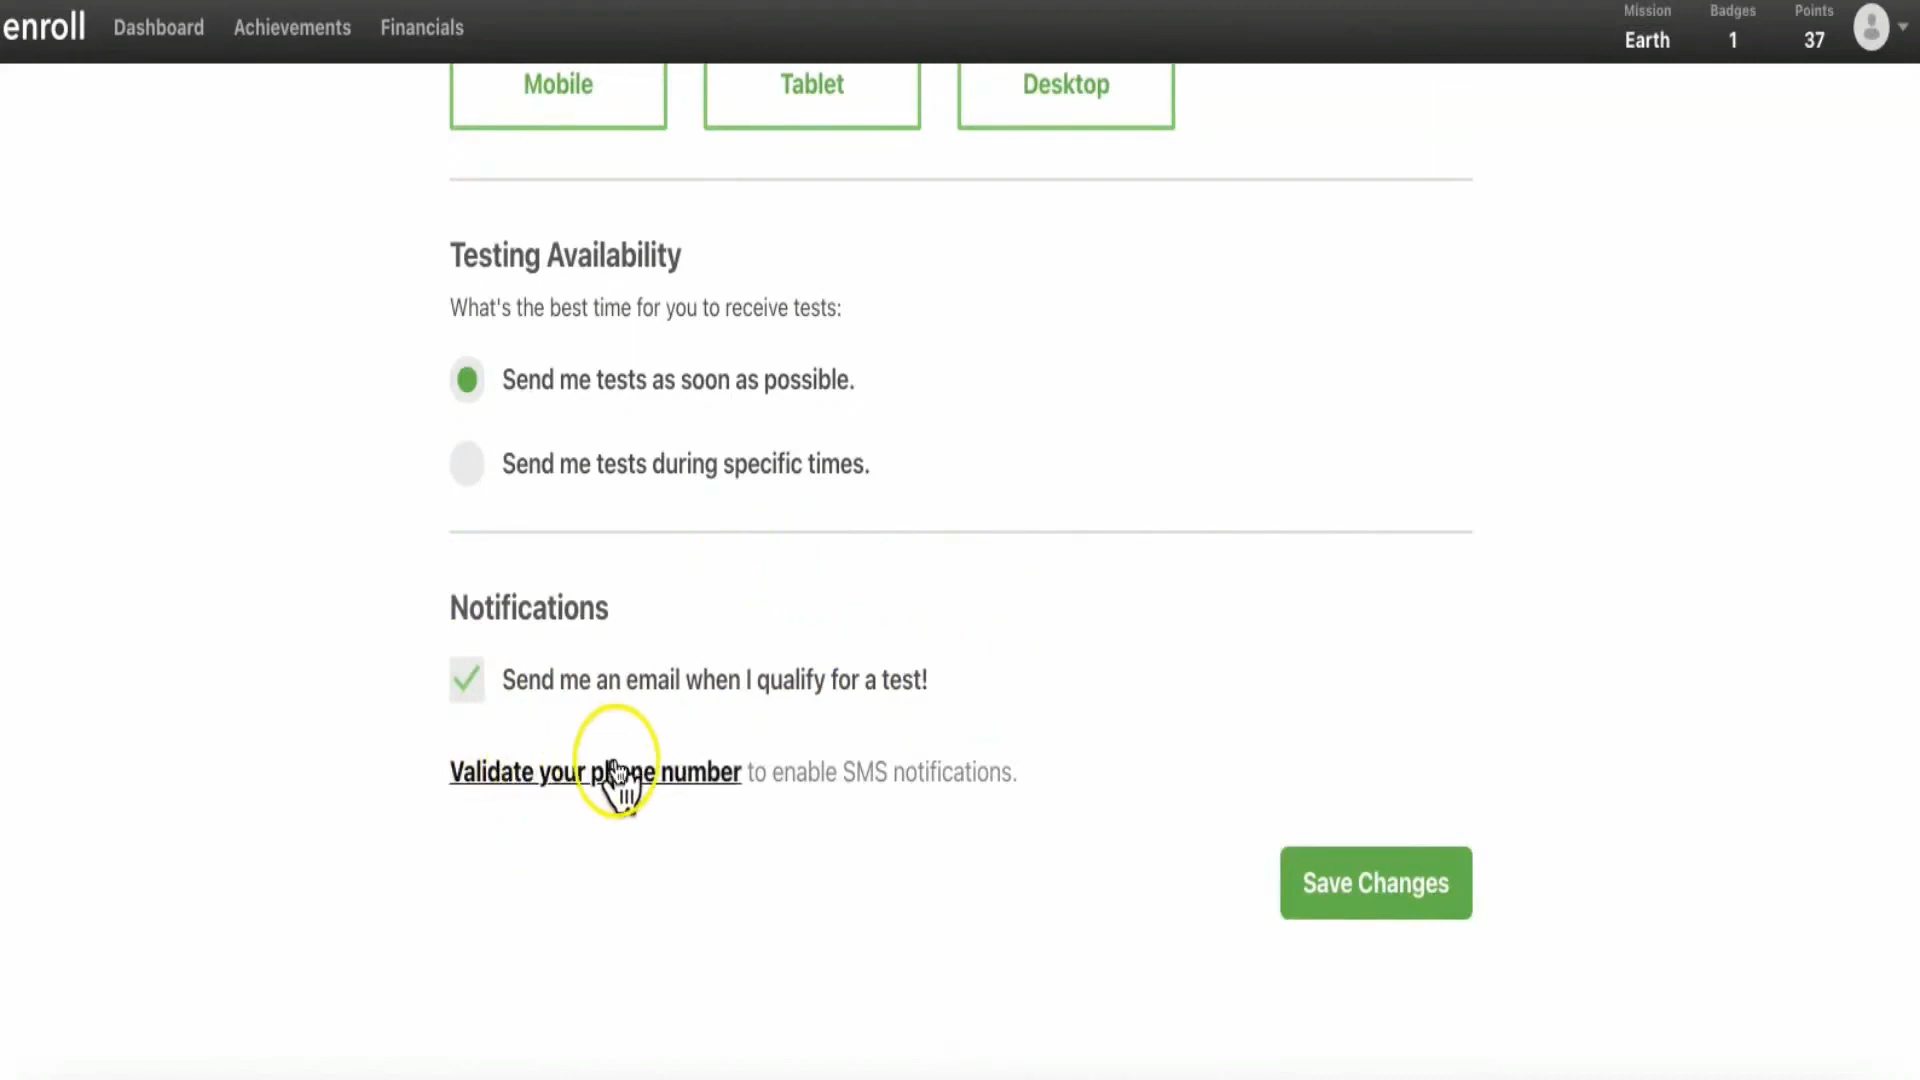 enroll Dashboard Achievements Financials
Mission Badges Points
Earth 1 37
Mobile Tablet Desktop
Testing Availability
What's the best time for you to receive tests:
Send me tests as soon as possible.
Send me tests during specific times.
Notifications
Send me an email when I qualify for a test!
Validate your phone number to enable SMS notifications.
Save Changes